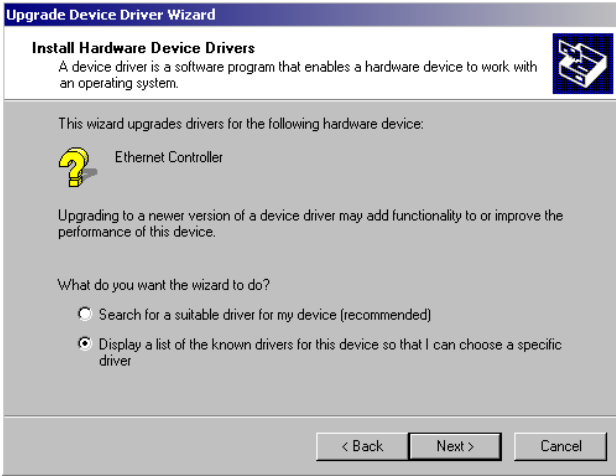 Upgrade Device Driver Wizard
Install Hardware Device Drivers
A device driver is a software program that enables a hardware device to work with
an operating system.
This wizard upgrades drivers for the following hardware device:
Ethernet Controller
Upgrading to a newer version of a device driver may add functionality to or improve the
performance of this device.
What do you want the wizard to do?
Search for a suitable driver for my device (recommended)
Display a list of the known drivers for this device so that I can choose a specific
driver
< Back
Next >
Cancel